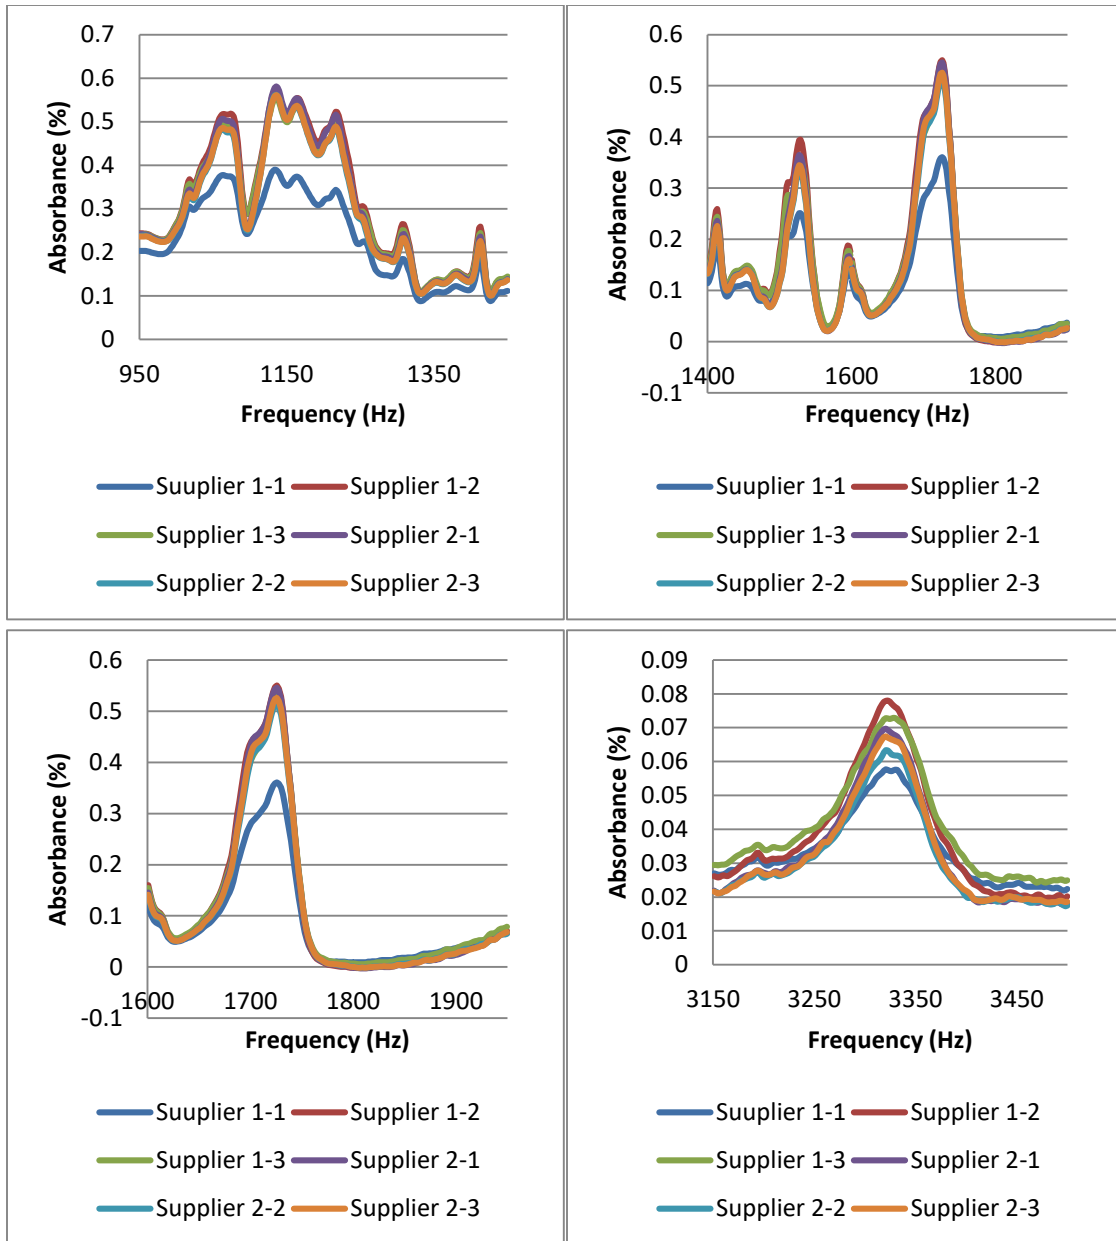 0.7
0.6
0.5
0.4
0.3
0.2
0.1
0
Absorbance (%)
950 1150 1350
Frequency (Hz)
Suuplier 1-1 Supplier 1-2
Supplier 1-3 Supplier 2-1
Supplier 2-2 Supplier 2-3
0.6
0.5
0.4
0.3
0.2
0.1
0
-0.1
Absorbance (%)
1400 1600 1800
Frequency (Hz)
Suuplier 1-1 Supplier 1-2
Supplier 1-3 Supplier 2-1
Supplier 2-2 Supplier 2-3
0.6
0.5
0.4
0.3
0.2
0.1
0
-0.1
Absorbance (%)
1600 1700 1800 1900
Frequency (Hz)
Suuplier 1-1 Supplier 1-2
Supplier 1-3 Supplier 2-1
Supplier 2-2 Supplier 2-3
0.09
0.08
0.07
0.06
0.05
0.04
0.03
0.02
0.01
0
Absorbance (%)
3150 3250 3350 3450
Frequency (Hz)
Suuplier 1-1 Supplier 1-2
Supplier 1-3 Supplier 2-1
Supplier 2-2 Supplier 2-3